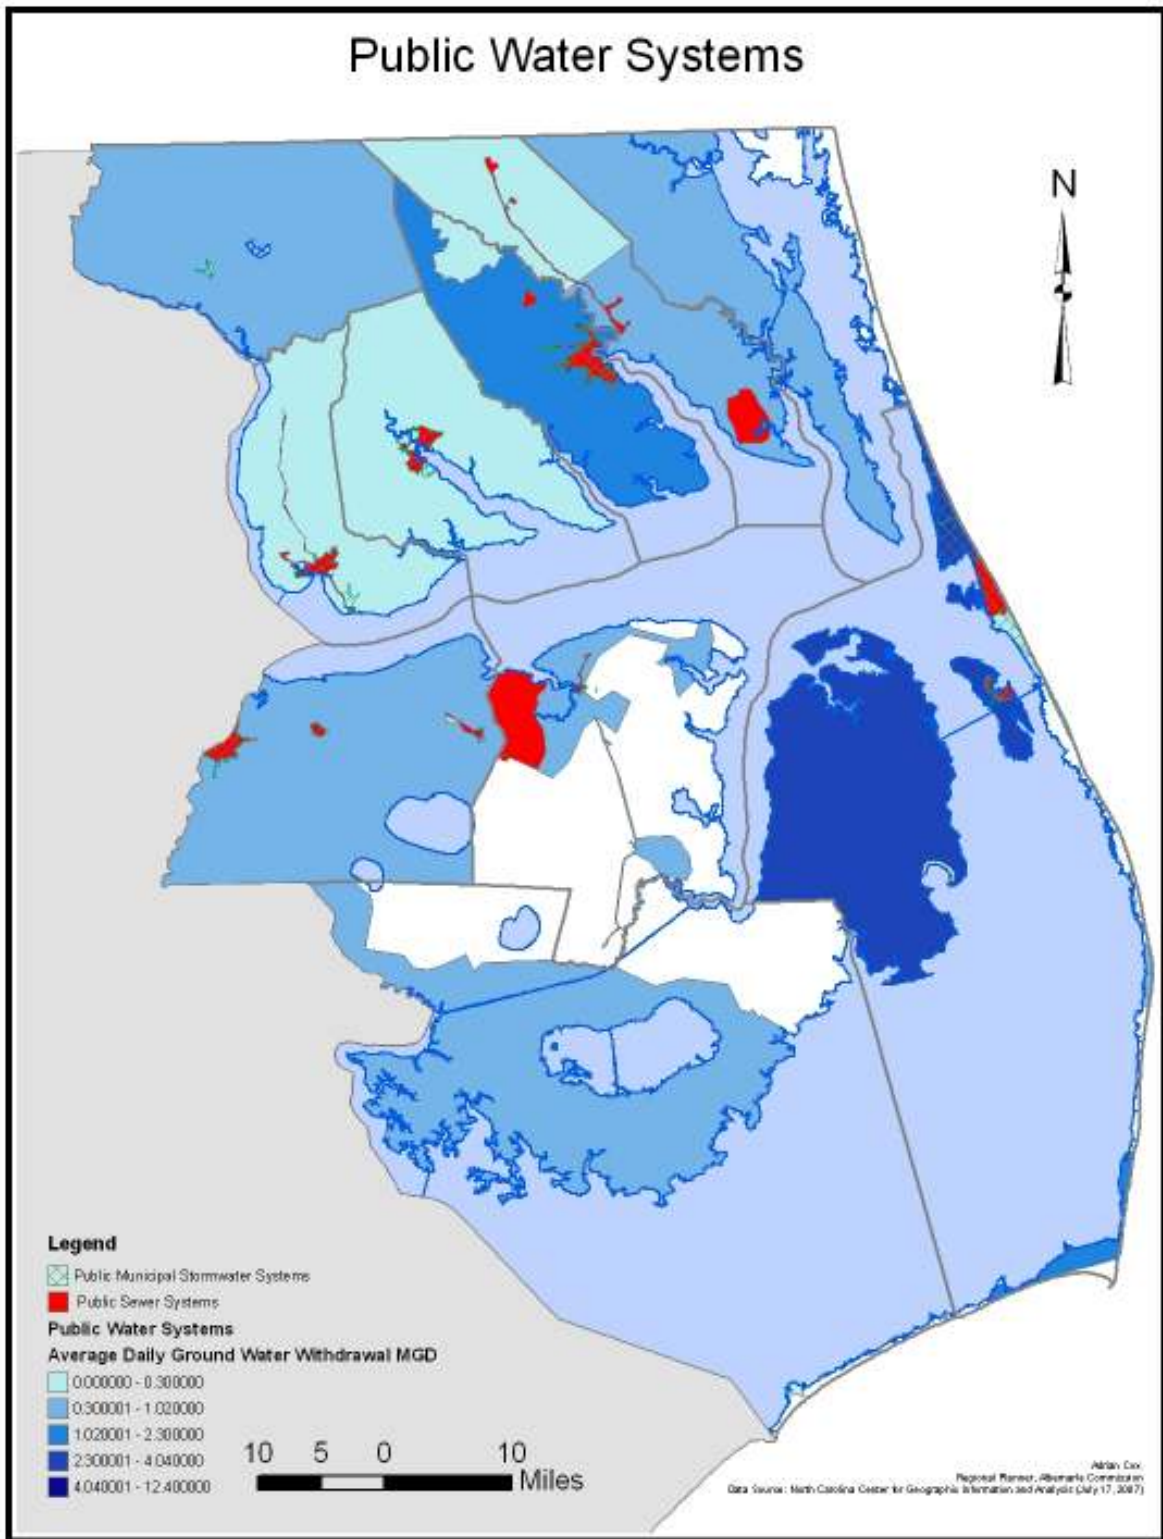 Public Water Systems
N
Legend
Public Municipal Stormwater Systems
Public Sewer Systems
Public Water Systems
Average Daily Ground Water Withdrawal MGD
0.000000 - 0.300000
0.300001 - 1.020000
1.020001 - 2.300000
2.300001 - 4.040000
4.040001 - 12.400000
10 5 0 10
Miles
Adrian Cox,
Regional Planner, Albemarle Commission
Data Source: North Carolina Center for Geographic Information and Analysis (July 17, 2007)